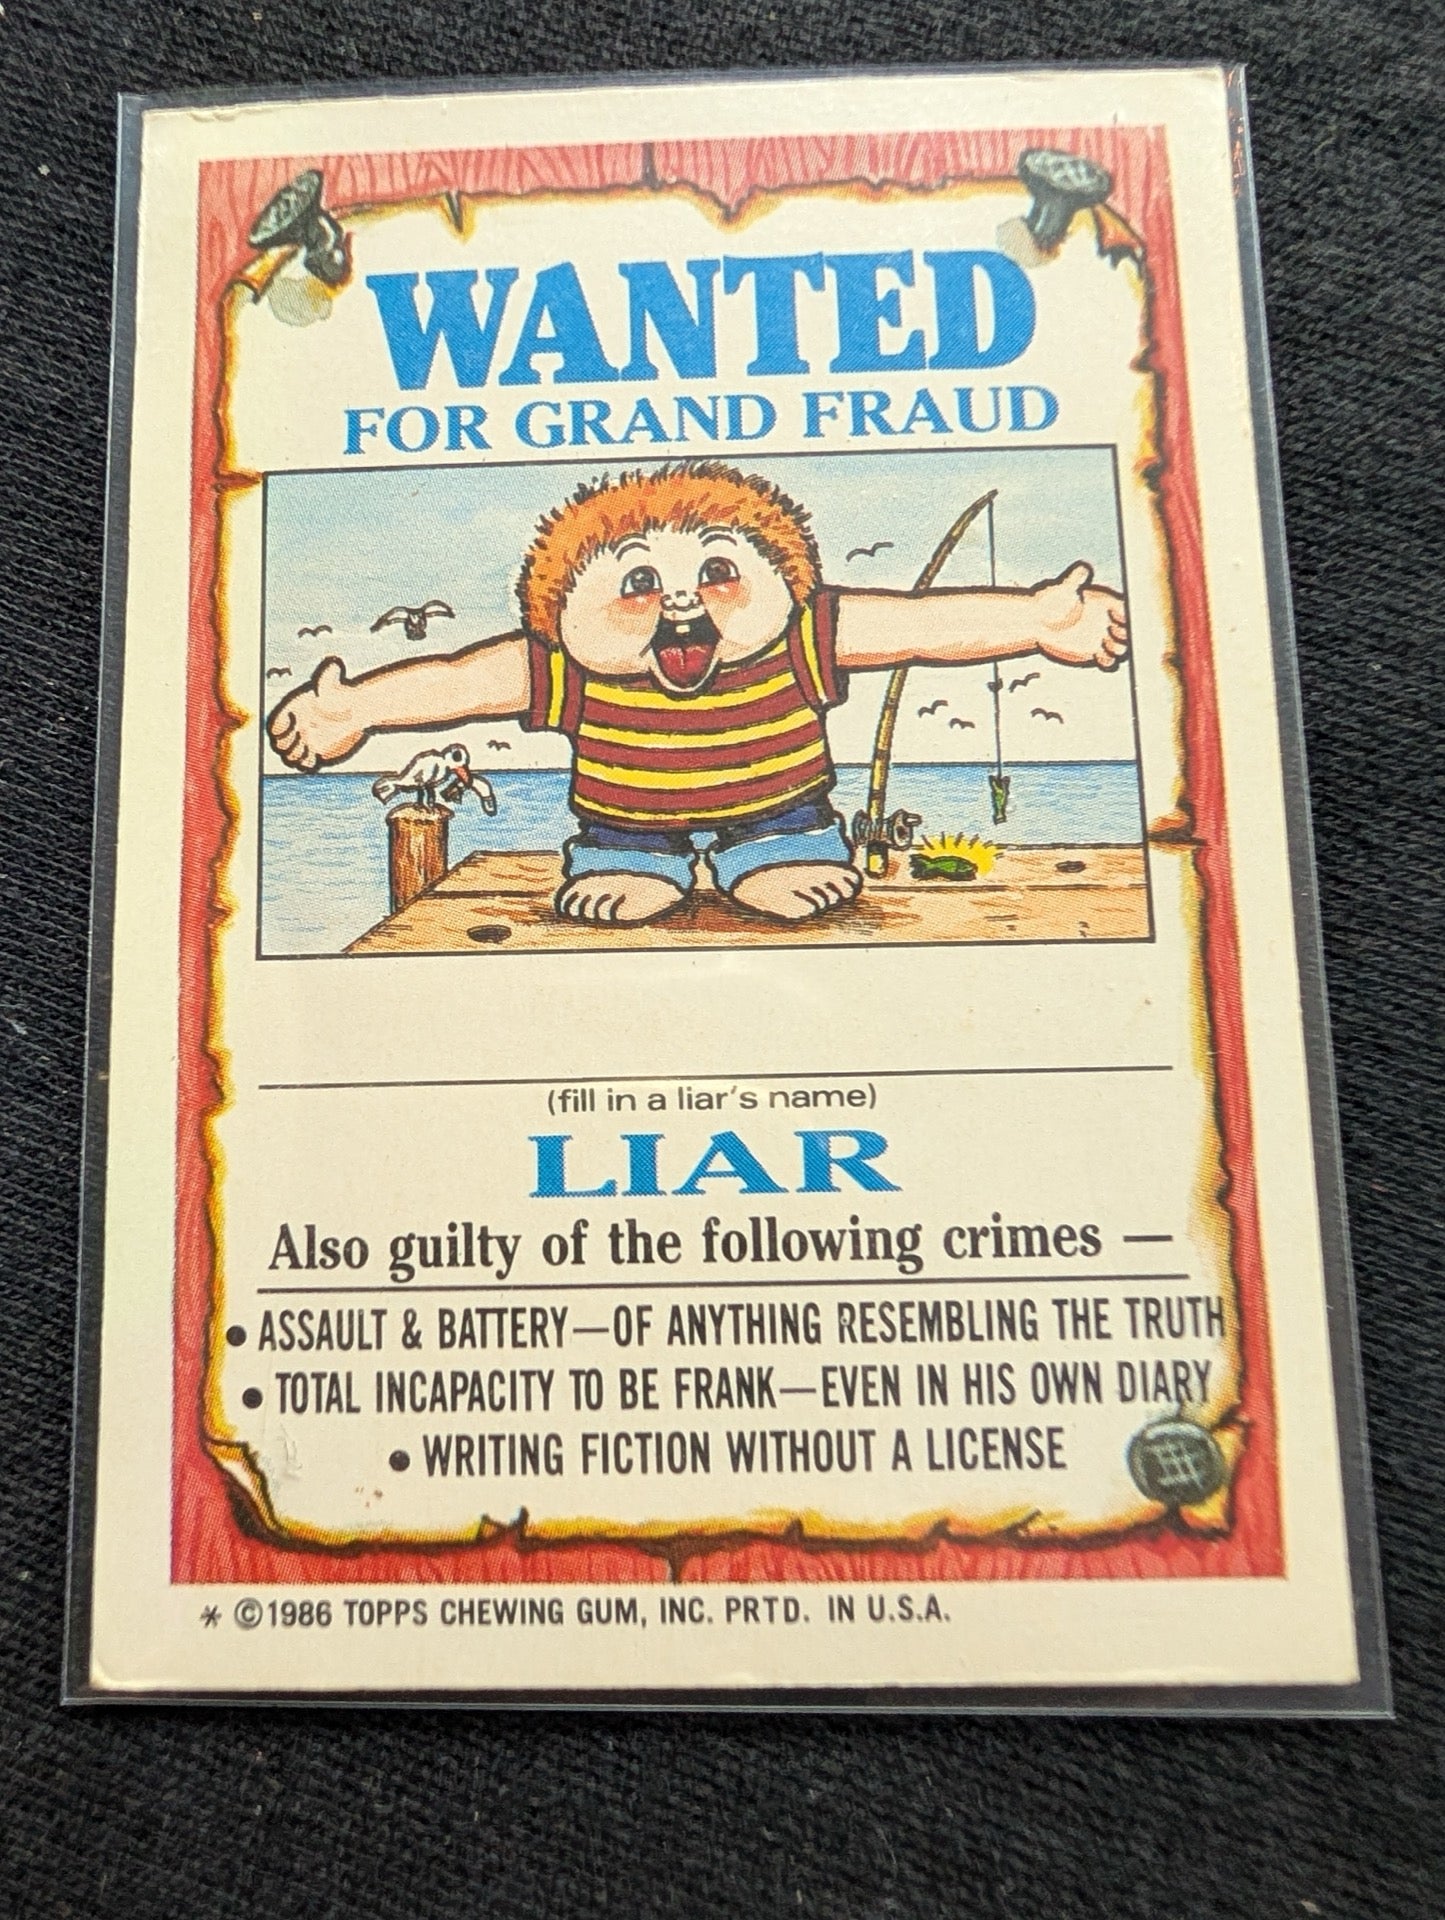 WANTED
FOR GRAND FRAUD
(fill in a liar's name)
LIAR
Also guilty of the following crimes —
• ASSAULT & BATTERY—OF ANYTHING RESEMBLING THE TRUTH
• TOTAL INCAPACITY TO BE FRANK—EVEN IN HIS OWN DIARY
• WRITING FICTION WITHOUT A LICENSE
* ©1986 TOPPS CHEWING GUM, INC. PRTD. IN U.S.A.